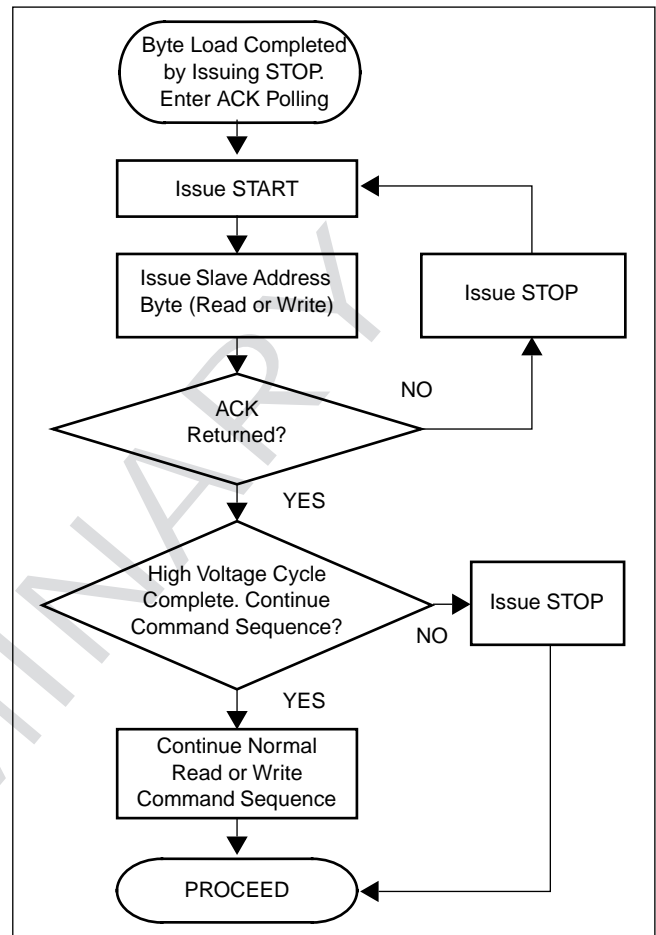 Byte Load Completed
by Issuing STOP.
Enter ACK Polling
Issue START
Issue Slave Address
Byte (Read or Write)
Issue STOP
ACK
Returned?
NO
YES
High Voltage Cycle
Complete. Continue
Command Sequence?
Issue STOP
NO
YES
Continue Normal
Read or Write
Command Sequence
PROCEED
MINARY